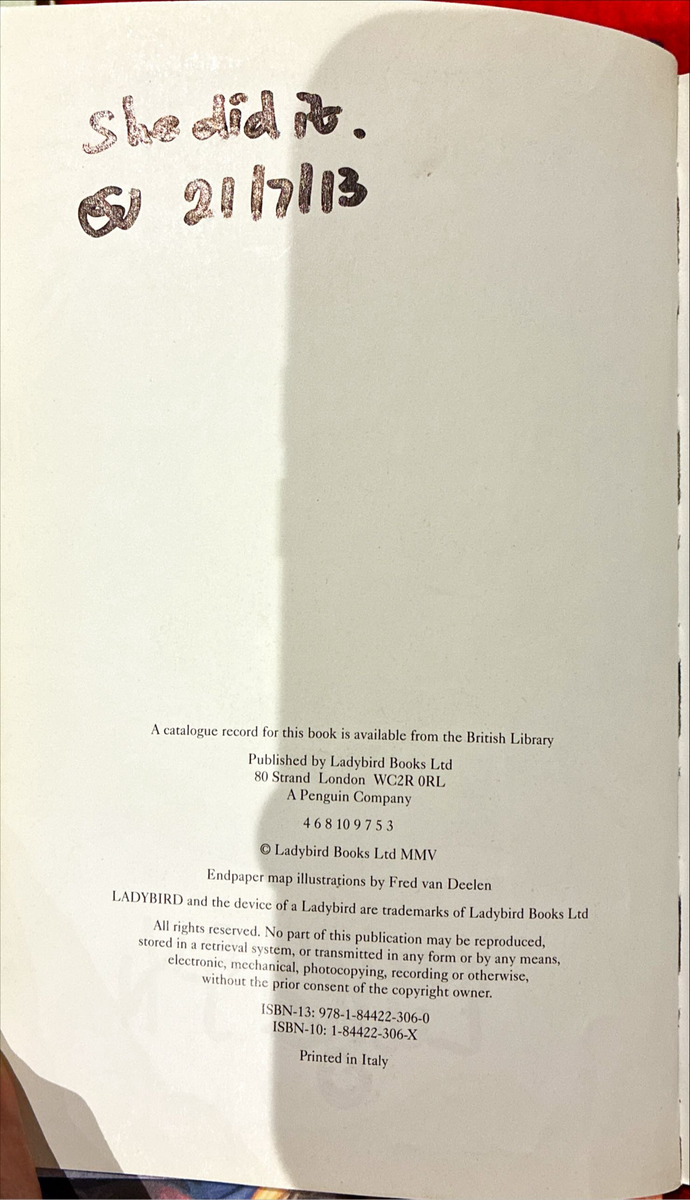 She did it.
21/7/13
A catalogue record for this book is available from the British Library
Published by Ladybird Books Ltd
80 Strand London WC2R 0RL
A Penguin Company
4 6 8 10 9 7 5 3
© Ladybird Books Ltd MMV
Endpaper map illustrations by Fred van Deelen
LADYBIRD and the device of a Ladybird are trademarks of Ladybird Books Ltd
All rights reserved. No part of this publication may be reproduced,
stored in a retrieval system, or transmitted in any form or by any means,
electronic, mechanical, photocopying, recording or otherwise,
without the prior consent of the copyright owner.
ISBN-13: 978-1-84422-306-0
ISBN-10: 1-84422-306-X
Printed in Italy